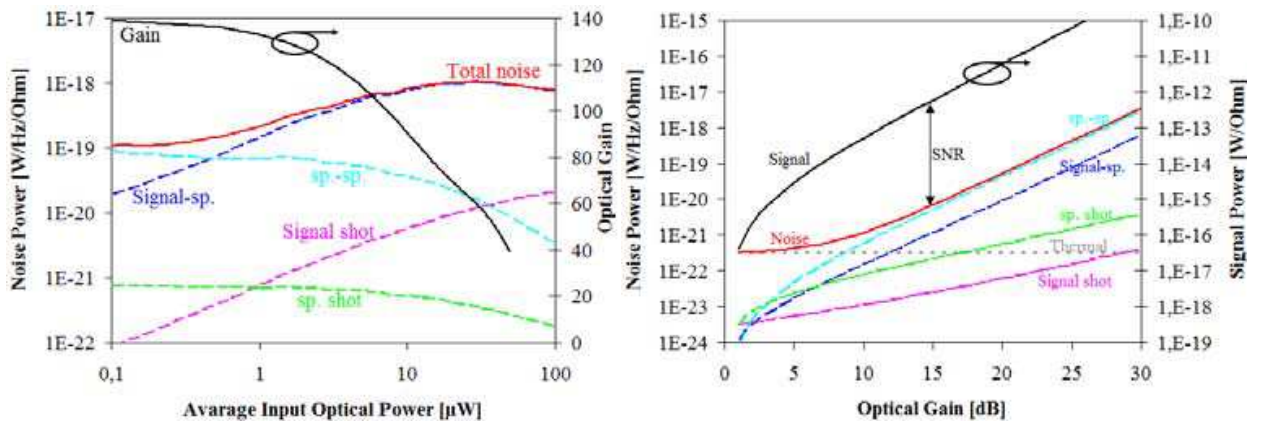 1E-17
1E-18
1E-19
1E-20
1E-21
1E-22
Noise Power [W/Hz/Ohm]
Gain
Total noise
sp.-sp.
Signal-sp.
Signal shot
sp. shot
140
120
100
80
60
40
20
0
Optical Gain
0,1
1
10
100
Avarage Input Optical Power [µW]
1E-15
1E-16
1E-17
1E-18
1E-19
1E-20
1E-21
1E-22
1E-23
1E-24
Noise Power [W/Hz/Ohm]
Signal
SNR
sp.-sp
Signal-sp.
Noise
sp. shot
Thermal
Signal shot
1,E-10
1,E-11
1,E-12
1,E-13
1,E-14
1,E-15
1,E-16
1,E-17
1,E-18
1,E-19
Signal Power [W/Ohm]
0
5
10
15
20
25
30
Optical Gain [dB]